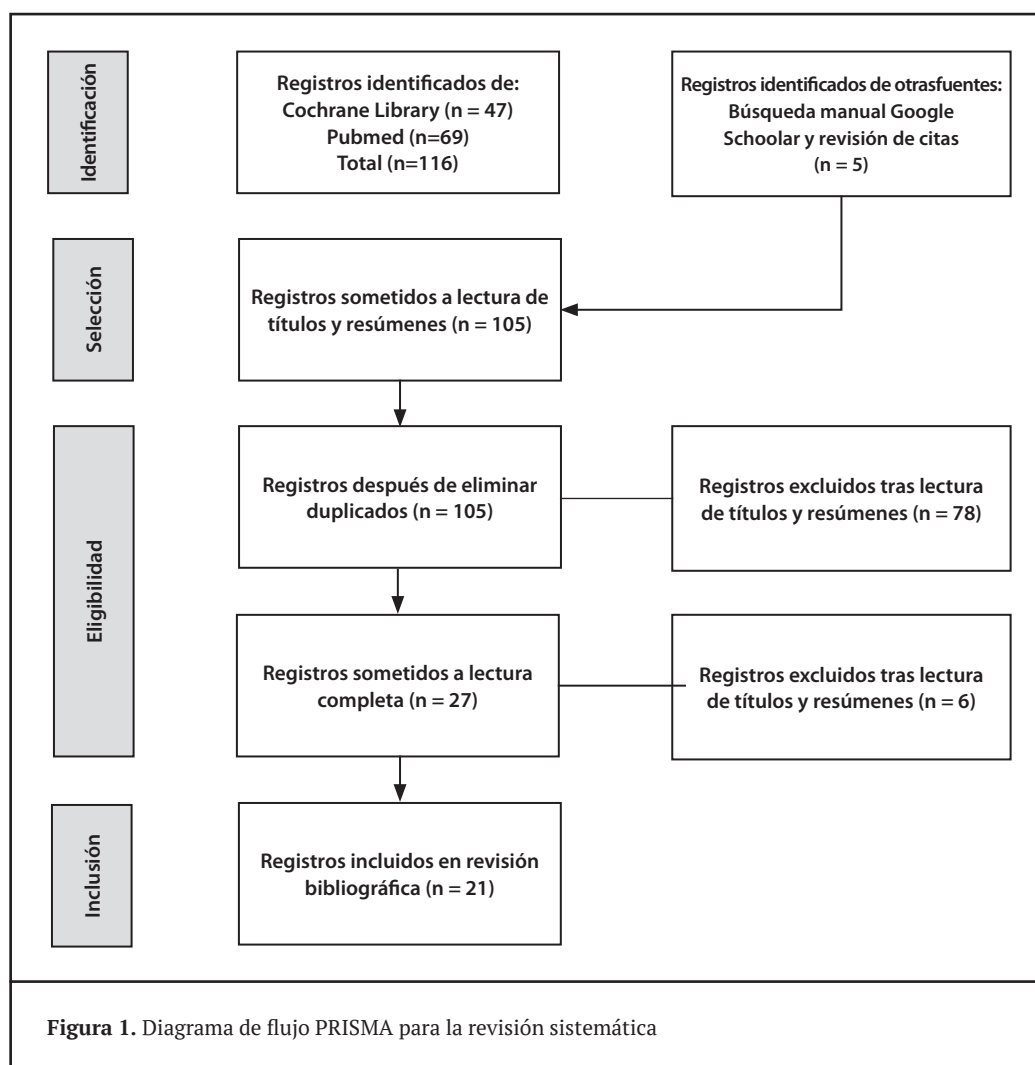 Identificación
Registros identificados de:
Cochrane Library (n = 47)
Pubmed (n=69)
Total (n=116)
Registros identificados de otrasfuentes:
Búsqueda manual Google
Schoolar y revisión de citas
(n = 5)
Selección
Registros sometidos a lectura de
títulos y resúmenes (n = 105)
Eligibilidad
Registros después de eliminar
duplicados (n = 105)
Registros excluidos tras lectura
de títulos y resúmenes (n = 78)
Registros sometidos a lectura
completa (n = 27)
Registros excluidos tras lectura
de títulos y resúmenes (n = 6)
Inclusión
Registros incluidos en revisión
bibliográfica (n = 21)
Figura 1. Diagrama de flujo PRISMA para la revisión sistemática